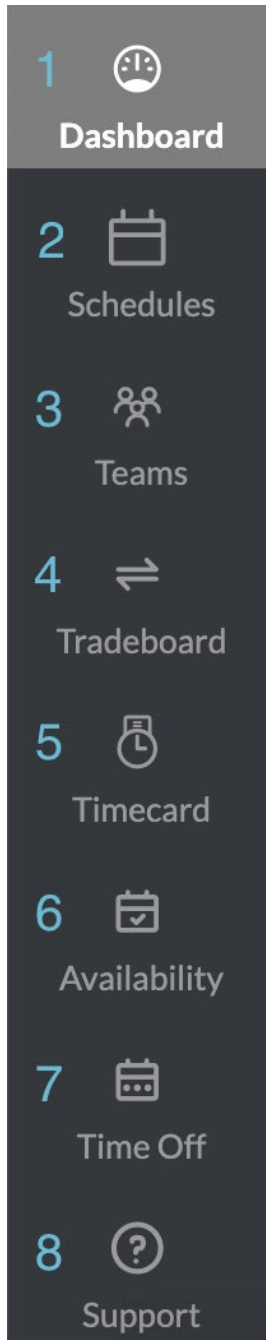 1
Dashboard
2
Schedules
3
Teams
4
Tradeboard
5
Timecard
6
Availability
7
Time Off
8
Support